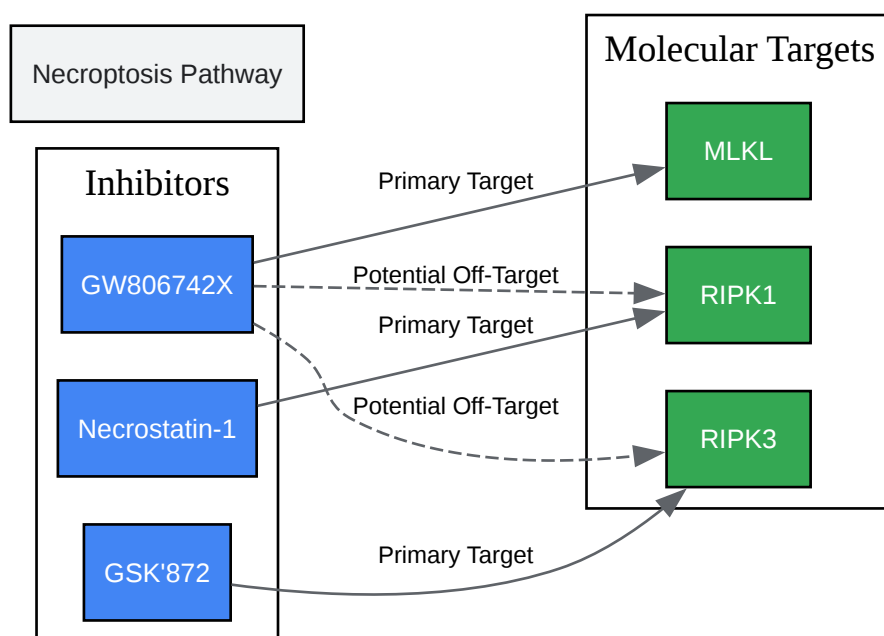 Necroptosis Pathway
Inhibitors
GW806742X
Necrostatin-1
GSK'872
Primary Target
Potential Off-Target
Primary Target
Potential Off-Target
Primary Target
Molecular Targets
MLKL
RIPK1
RIPK3